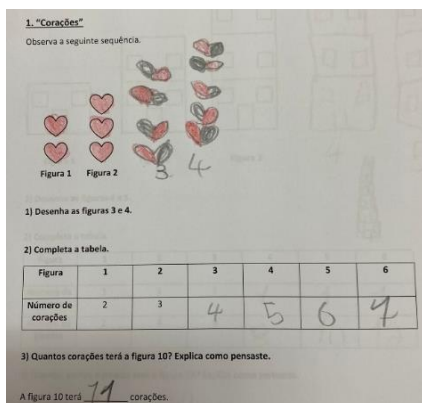 1. “Corações”
Observa a seguinte sequência.
Figura 1 Figura 2 3 4
1) Desenha as figuras 3 e 4.
2) Completa a tabela.
Figura 1 2 3 4 5 6
Número de corações 2 3 4 5 6 7
3) Quantos corações terá a figura 10? Explica como pensaste.
A figura 10 terá 11 corações.